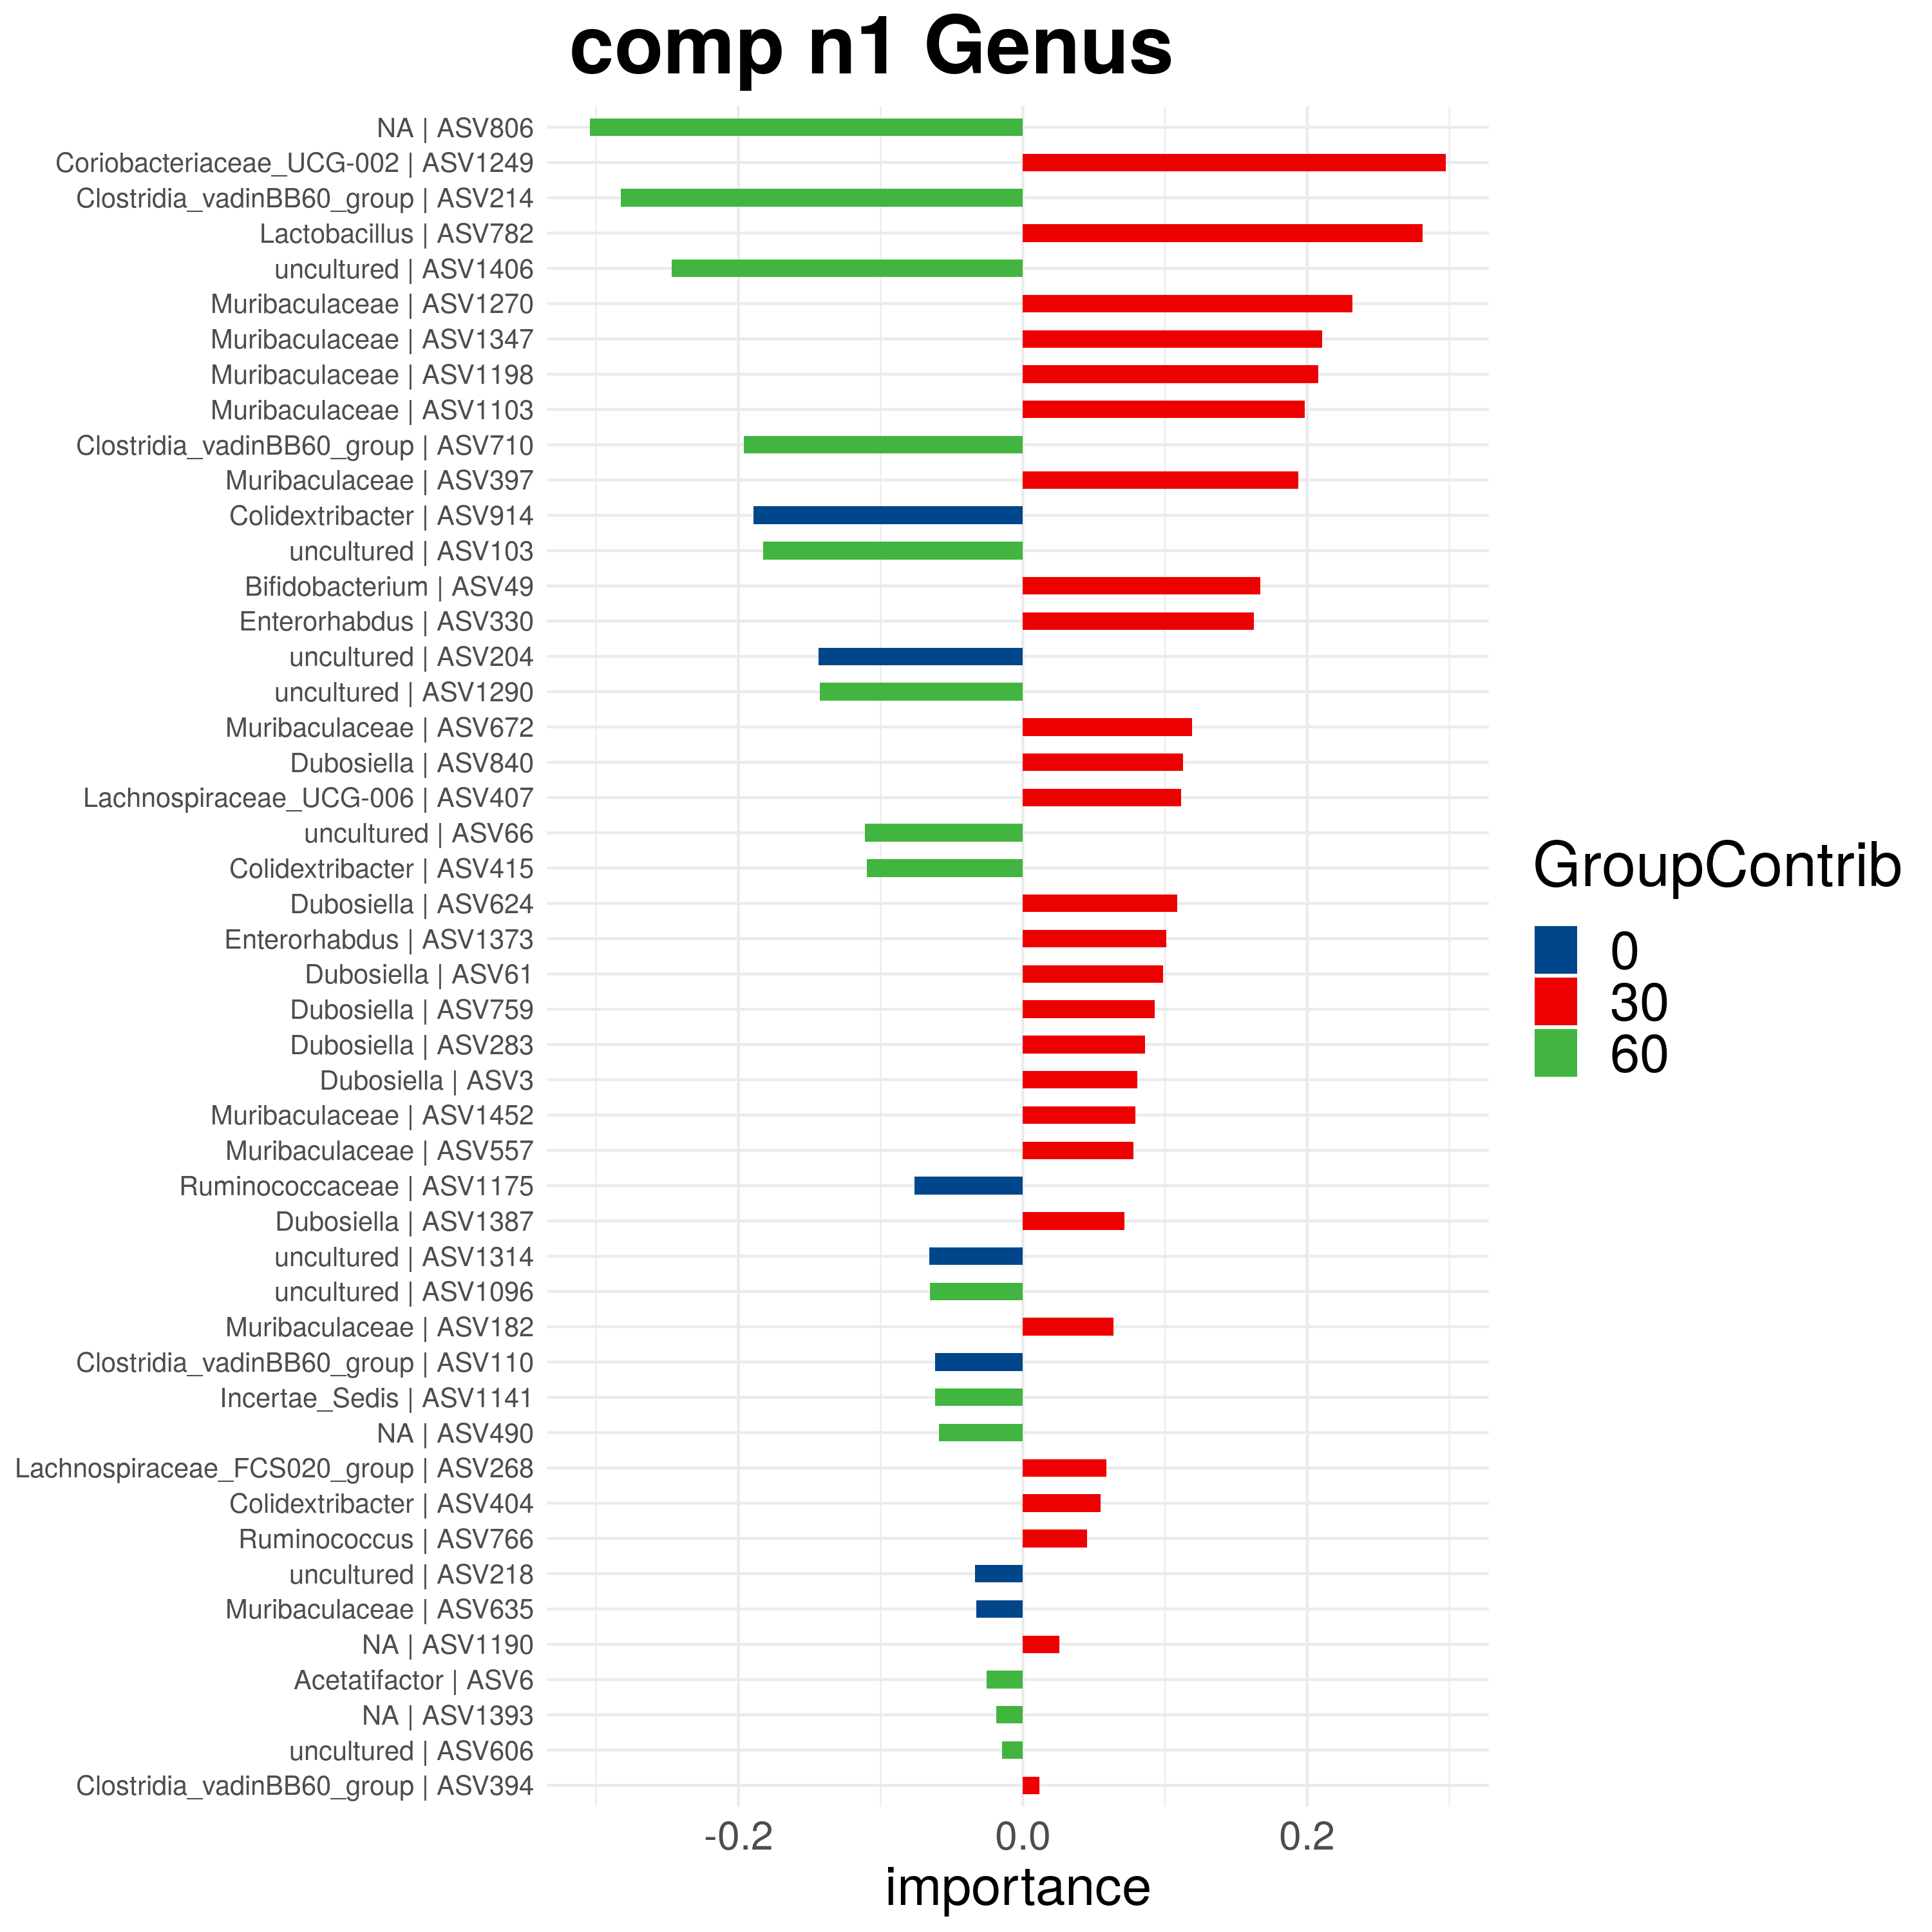 comp n1 Genus
NA | ASV806
Coriobacteriaceae_UCG-002 | ASV1249
Clostridia_vadinBB60_group | ASV214
Lactobacillus | ASV782
uncultured | ASV1406
Muribaculaceae | ASV1270
Muribaculaceae | ASV1347
Muribaculaceae | ASV1198
Muribaculaceae | ASV1103
Clostridia_vadinBB60_group | ASV710
Muribaculaceae | ASV397
Colidextribacter | ASV914
uncultured | ASV103
Bifidobacterium | ASV49
Enterorhabdus | ASV330
uncultured | ASV204
uncultured | ASV1290
Muribaculaceae | ASV672
Dubosiella | ASV840
Lachnospiraceae_UCG-006 | ASV407
uncultured | ASV66
Colidextribacter | ASV415
Dubosiella | ASV624
Enterorhabdus | ASV1373
Dubosiella | ASV61
Dubosiella | ASV759
Dubosiella | ASV283
Dubosiella | ASV3
Muribaculaceae | ASV1452
Muribaculaceae | ASV557
Ruminococcaceae | ASV1175
Dubosiella | ASV1387
uncultured | ASV1314
uncultured | ASV1096
Muribaculaceae | ASV182
Clostridia_vadinBB60_group | ASV110
Incertae_Sedis | ASV1141
NA | ASV490
Lachnospiraceae_FCS020_group | ASV268
Colidextribacter | ASV404
Ruminococcus | ASV766
uncultured | ASV218
Muribaculaceae | ASV635
NA | ASV1190
Acetatifactor | ASV6
NA | ASV1393
uncultured | ASV606
Clostridia_vadinBB60_group | ASV394
-0.2 0.0 0.2
importance
GroupContrib
0
30
60